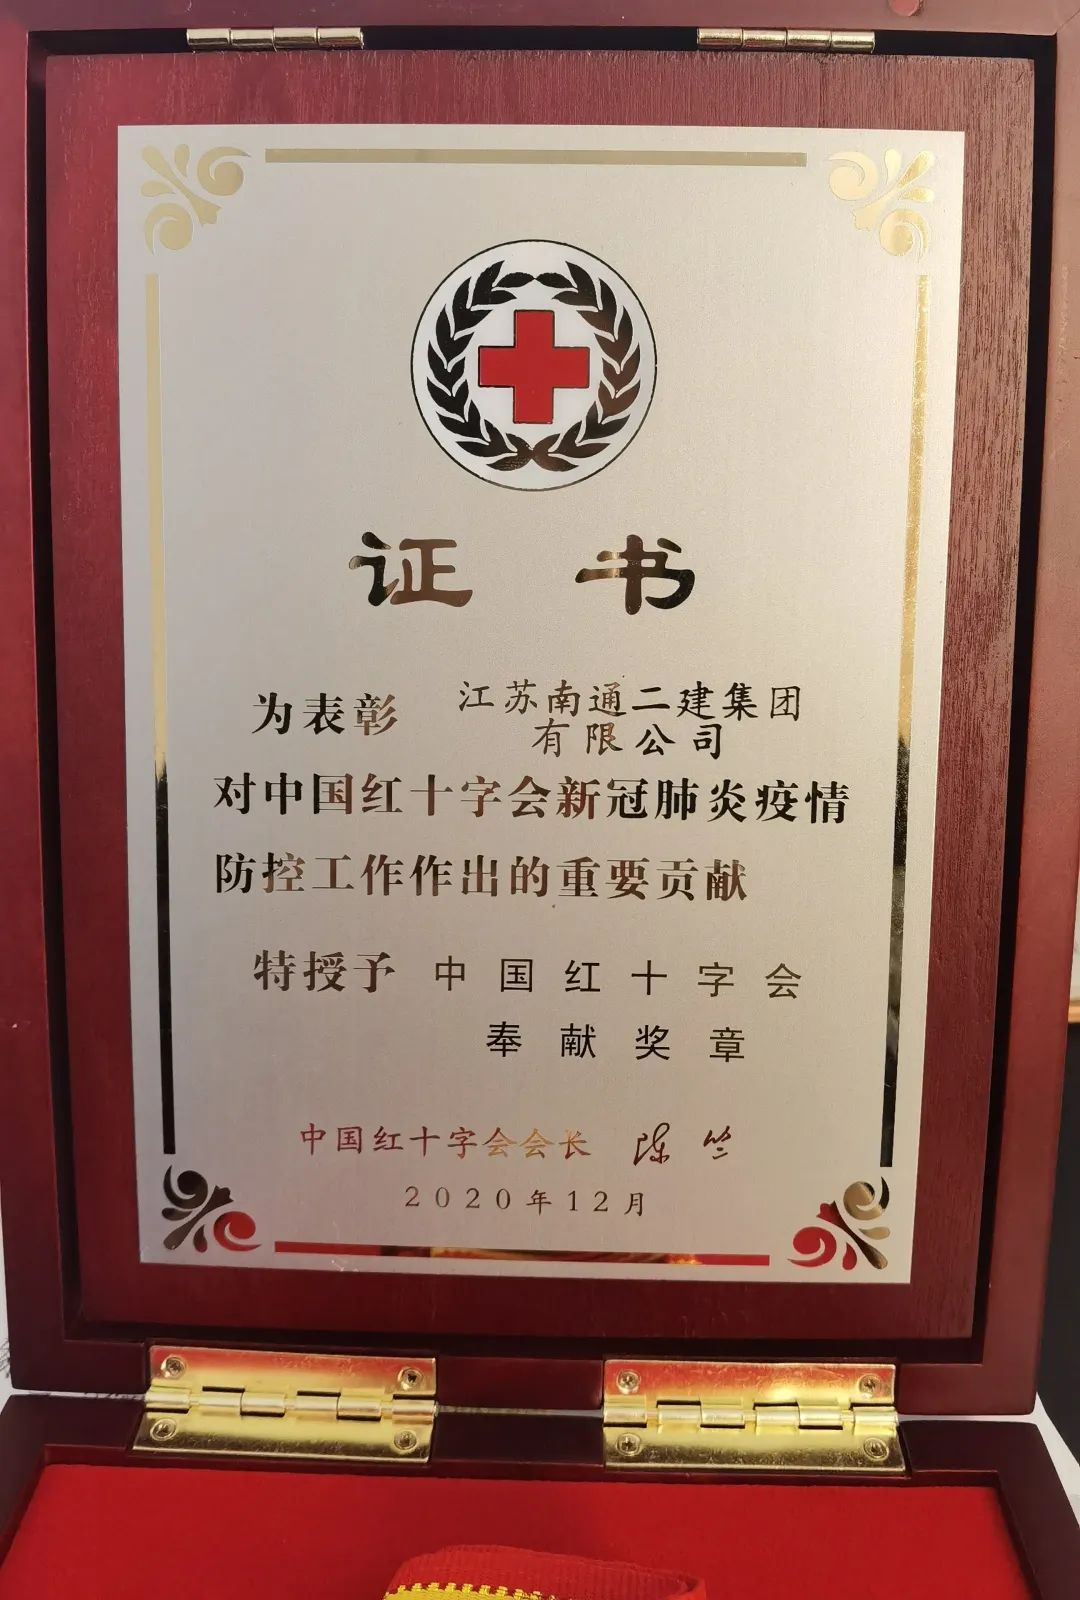 证书
为表彰 江苏南通二建集团
有限公司
对中国红十字会新冠肺炎疫情
防控工作作出的重要贡献
特授予 中国红十字会
奉献奖章
中国红十字会会长 陈竺
2020年12月